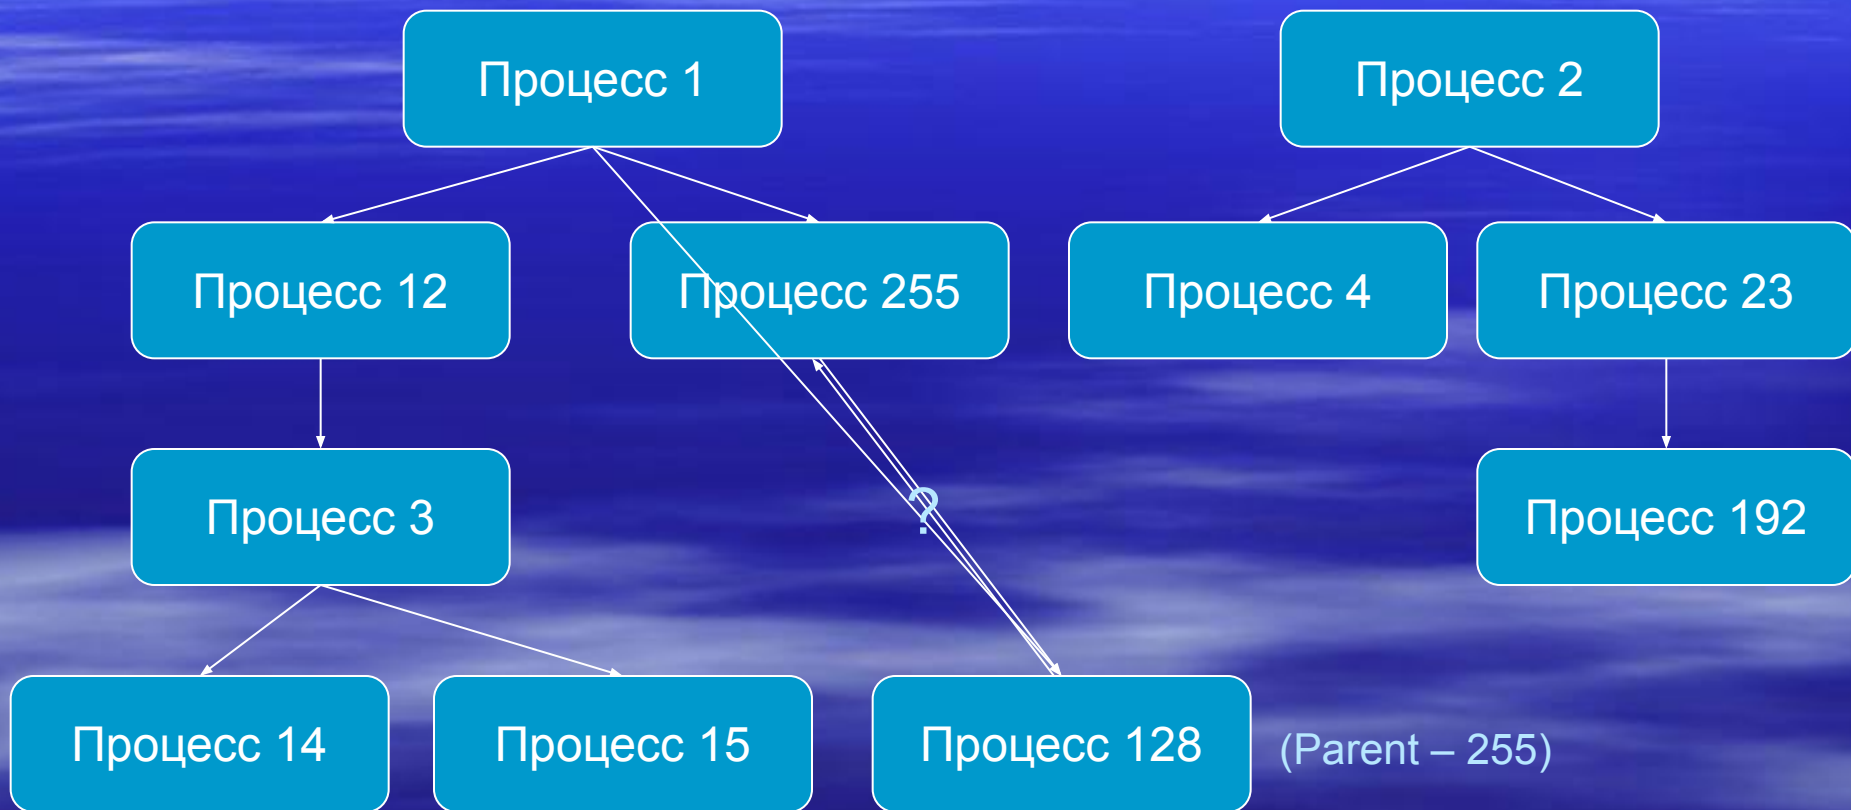 Процесс 1
Процесс 2
Процесс 12
Процесс 255
Процесс 4
Процесс 23
Процесс 3
?
Процесс 192
Процесс 14
Процесс 15
Процесс 128
(Parent – 255)